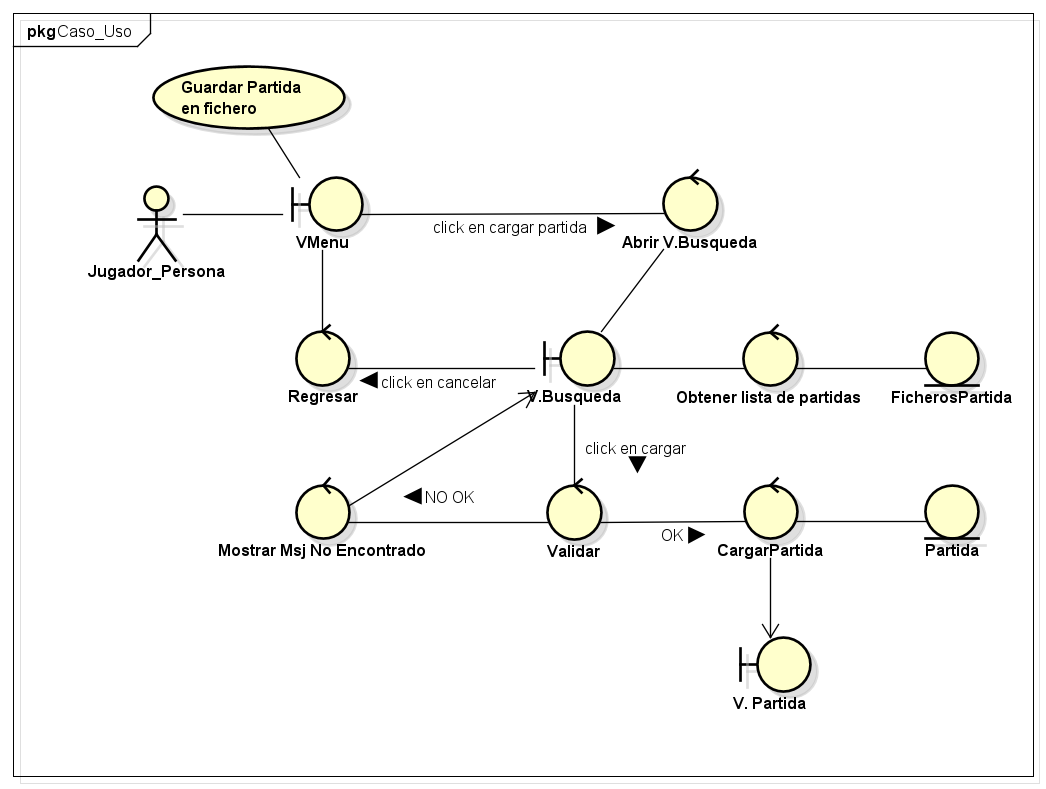 pkg Caso_Uso
Guardar Partida
en fichero
VMenu
click en cargar partida
Abrir V.Busqueda
Jugador_Persona
Regresar
click en cancelar
V.Busqueda
Obtener lista de partidas
FicherosPartida
click en cargar
NO OK
Mostrar Msj No Encontrado
Validar
OK
CargarPartida
Partida
V. Partida